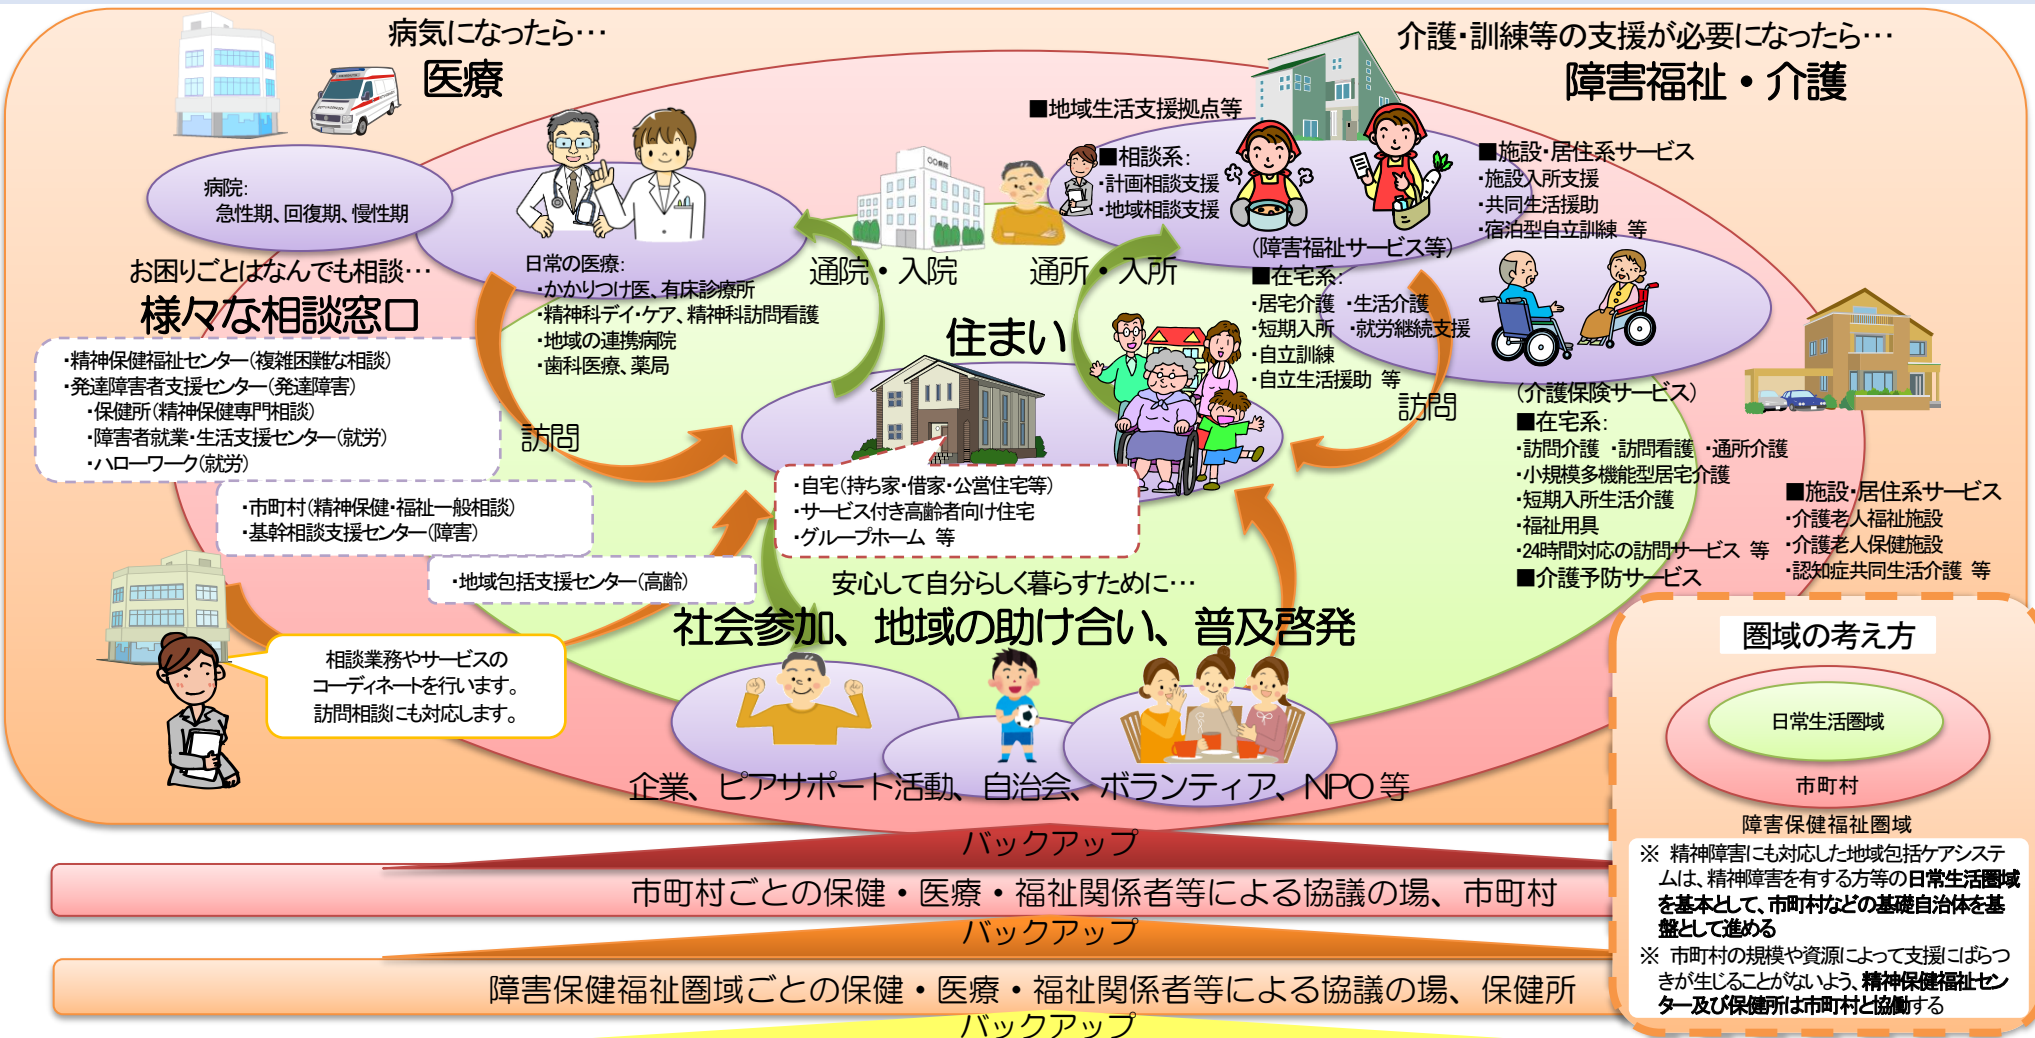 病気になったら…
医療
介護・訓練等の支援が必要になったら…
障害福祉・介護
病院:
急性期、回復期、慢性期
日常の医療:
・かかりつけ医、有床診療所
・精神科デイ・ケア、精神科訪問看護
・地域の連携病院
・歯科医療、薬局
○○病院
通院・入院
通所・入所
■地域生活支援拠点等
■相談系:
・計画相談支援
・地域相談支援
■施設・居住系サービス
・施設入所支援
・共同生活援助
・宿泊型自立訓練 等
(障害福祉サービス等)
■在宅系:
・居宅介護 ・生活介護
・短期入所 ・就労継続支援
・自立訓練
・自立生活援助 等
お困りごとはなんでも相談…
様々な相談窓口
・精神保健福祉センター(複雑困難な相談)
・発達障害者支援センター(発達障害)
・保健所(精神保健専門相談)
・障害者就業・生活支援センター(就労)
・ハローワーク(就労)
・市町村(精神保健・福祉一般相談)
・基幹相談支援センター(障害)
・地域包括支援センター(高齢)
相談業務やサービスの
コーディネートを行います。
訪問相談にも対応します。
訪問
住まい
・自宅(持ち家・借家・公営住宅等)
・サービス付き高齢者向け住宅
・グループホーム 等
訪問
(介護保険サービス)
■在宅系:
・訪問介護 ・訪問看護 ・通所介護
・小規模多機能型居宅介護
・短期入所生活介護
・福祉用具
・24時間対応の訪問サービス 等
■介護予防サービス
■施設・居住系サービス
・介護老人福祉施設
・介護老人保健施設
・認知症共同生活介護 等
安心して自分らしく暮らすために…
社会参加、地域の助け合い、普及啓発
企業、ピアサポート活動、自治会、ボランティア、NPO 等
圏域の考え方
日常生活圏域
市町村
障害保健福祉圏域
※ 精神障害にも対応した地域包括ケアシステ
ムは、精神障害を有する方等の日常生活圏域
を基本として、市町村などの基礎自治体を基
盤として進める
※ 市町村の規模や資源によって支援にばらつ
きが生じることがないよう、精神保健福祉セン
ター及び保健所は市町村と協働する
バックアップ
市町村ごとの保健・医療・福祉関係者等による協議の場、市町村
バックアップ
障害保健福祉圏域ごとの保健・医療・福祉関係者等による協議の場、保健所
バックアップ